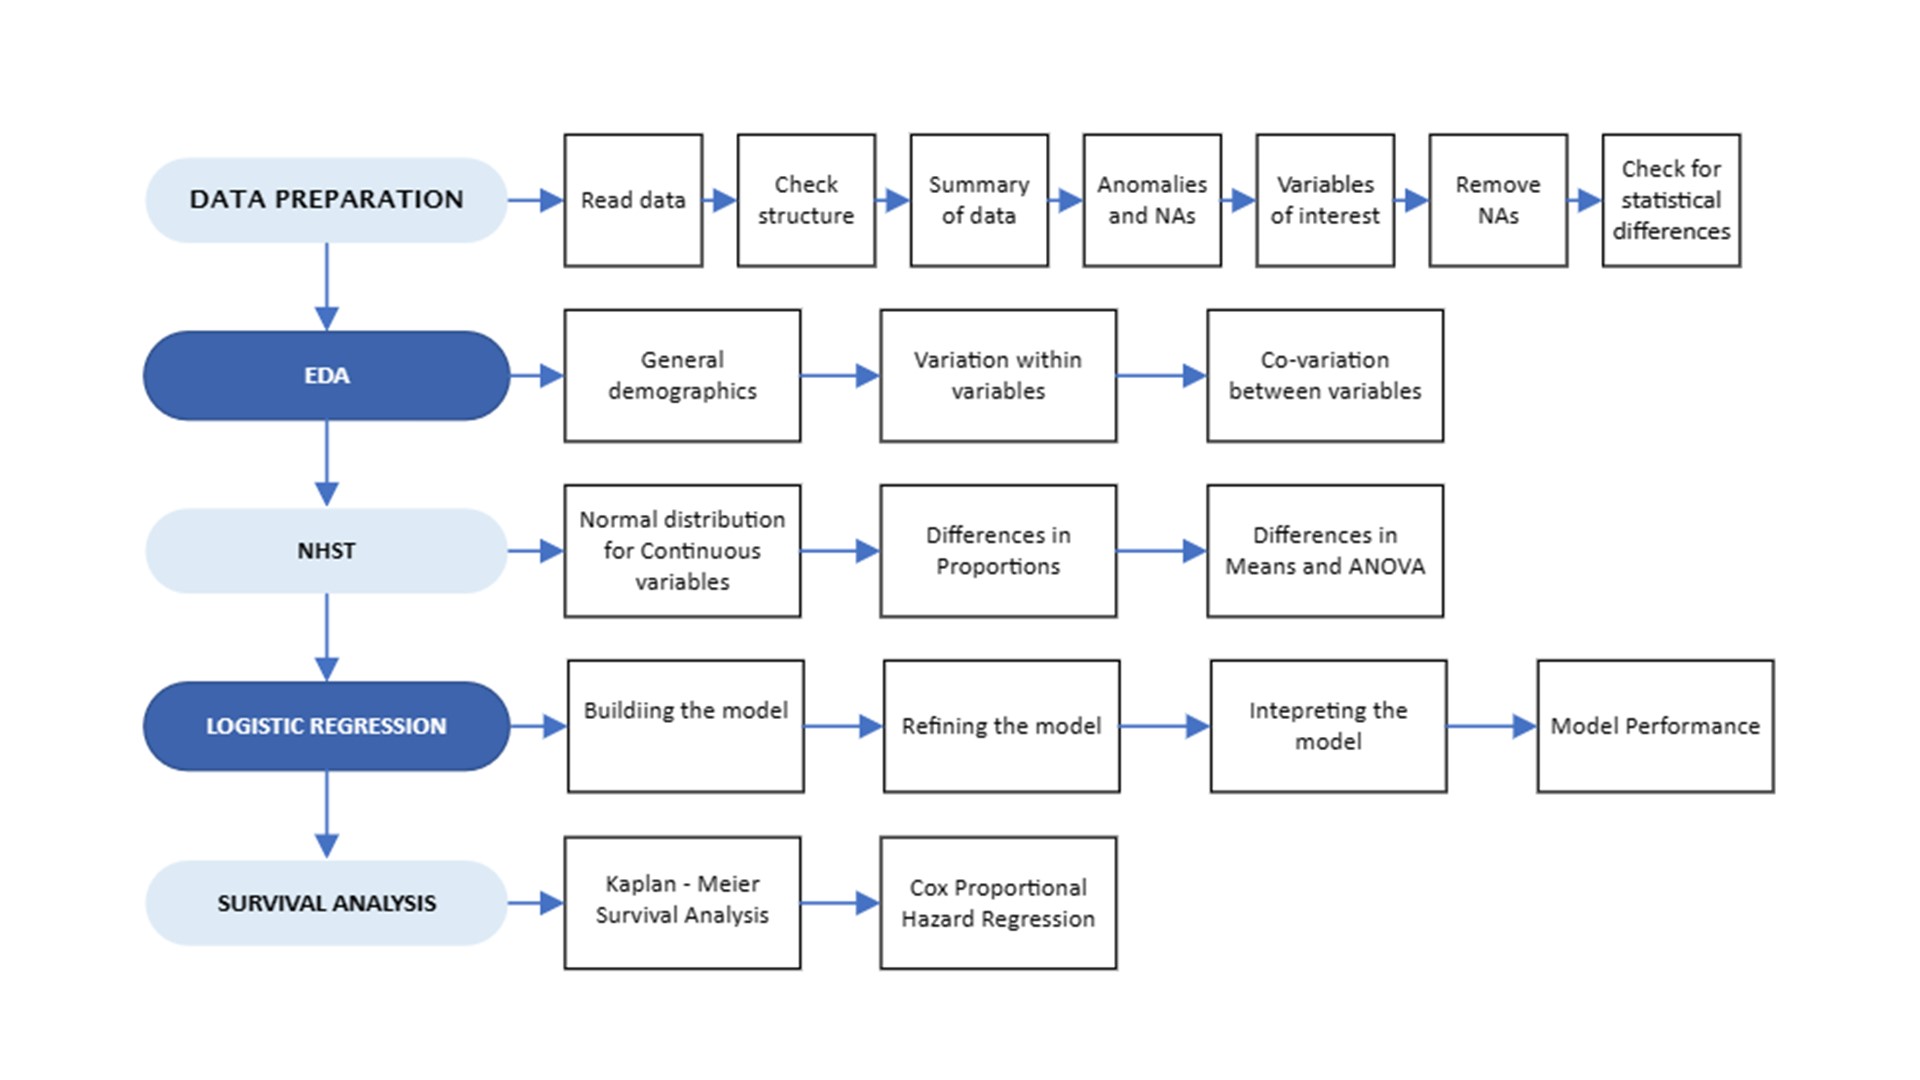 DATA PREPARATION
Read data
Check
structure
Summary
of data
Anomalies
and NAs
Variables
of interest
Remove
NAs
Check for
statistical
differences
EDA
General
demographics
Variation within
variables
Co-variation
between variables
NHST
Normal distribution
for Continuous
variables
Differences in
Proportions
Differences in
Means and ANOVA
LOGISTIC REGRESSION
Buildiing the model
Refining the model
Intepreting the
model
Model Performance
SURVIVAL ANALYSIS
Kaplan - Meier
Survival Analysis
Cox Proportional
Hazard Regression